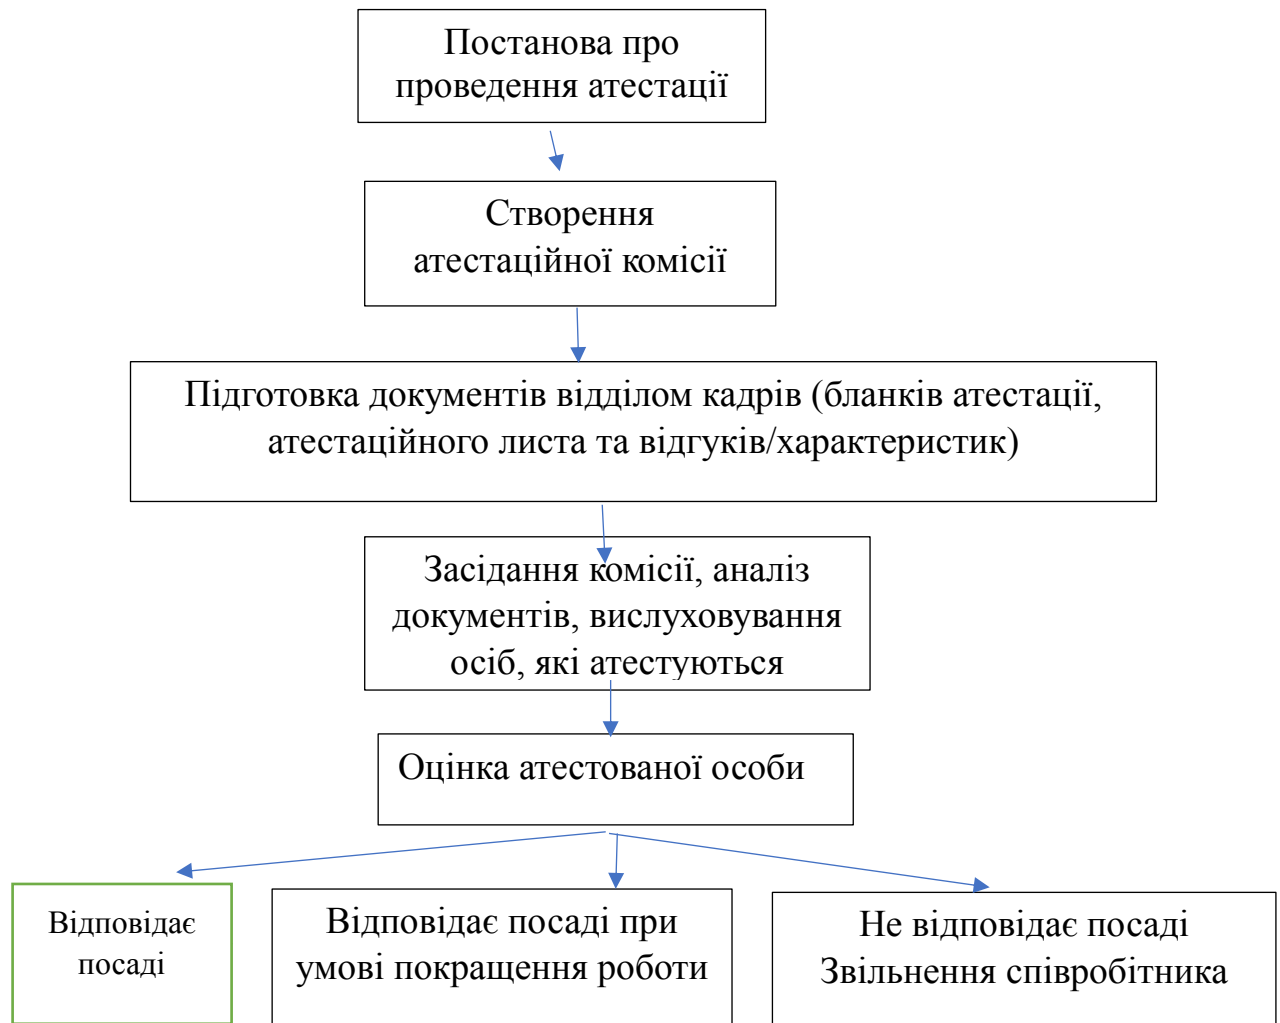 Постанова про
проведення атестації
Створення
атестаційної комісії
Підготовка документів відділом кадрів (бланків атестації,
атестаційного листа та відгуків/характеристик)
Засідання комісії, аналіз
документів, вислуховування
осіб, які атестуються
Оцінка атестованої особи
Відповідає
посаді
Відповідає посаді при
умові покращення роботи
Не відповідає посаді
Звільнення співробітника